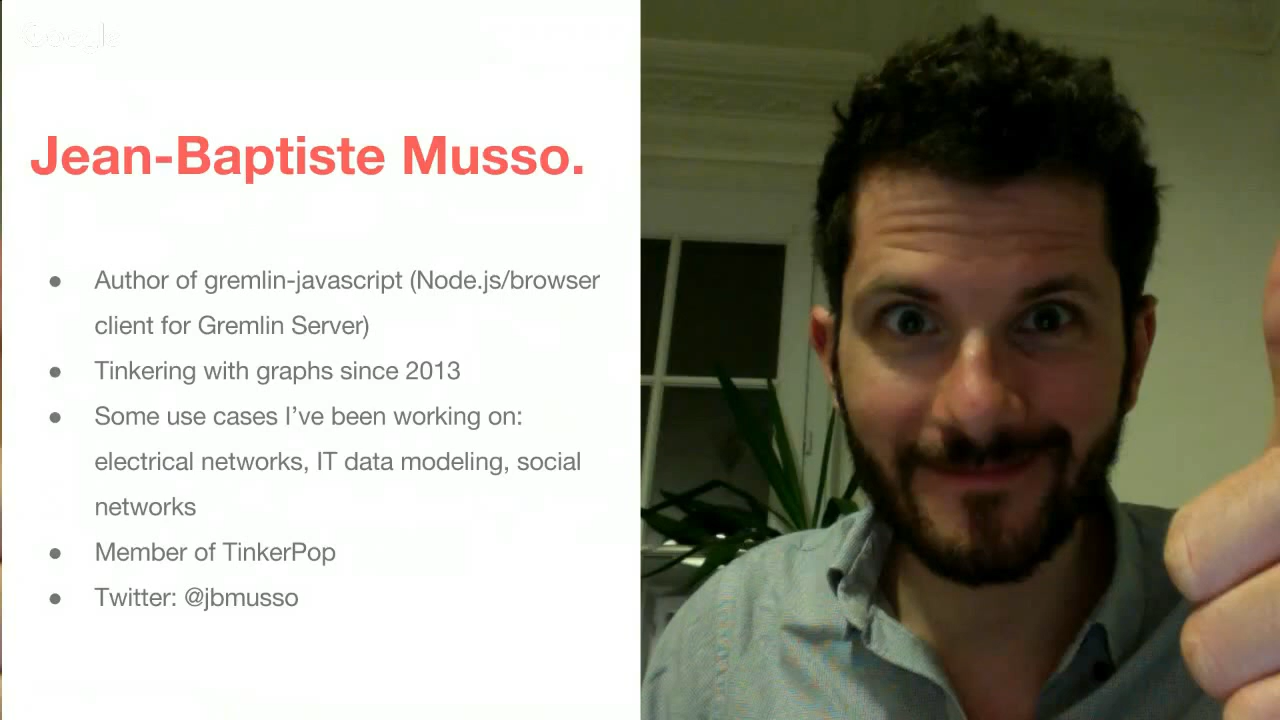 Google
Jean-Baptiste Musso.
● Author of gremlin-javascript (Node.js/browser
client for Gremlin Server)
● Tinkering with graphs since 2013
● Some use cases I’ve been working on:
electrical networks, IT data modeling, social
networks
● Member of TinkerPop
● Twitter: @jbmusso